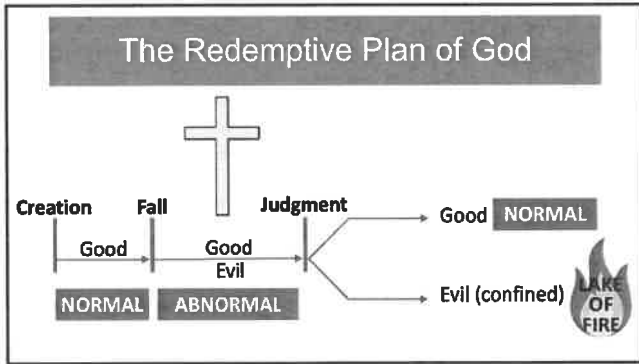 The Redemptive Plan of God
Creation Fall Judgment
Good Good Good NORMAL
Evil
NORMAL ABNORMAL Evil (confined) LAKE
OF
FIRE